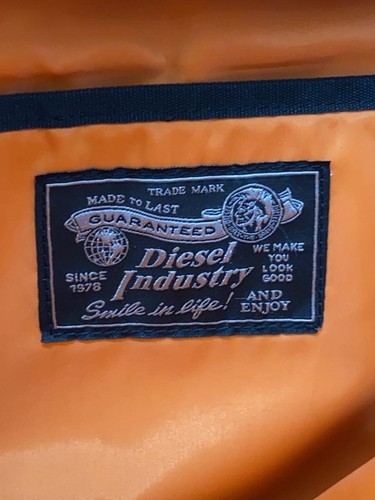 TRADE MARK
MADE TO LAST
GUARANTEED
Diesel
Industry
SINCE
1978
WE MAKE
YOU
LOOK
GOOD
AND
ENJOY
Smile in life!